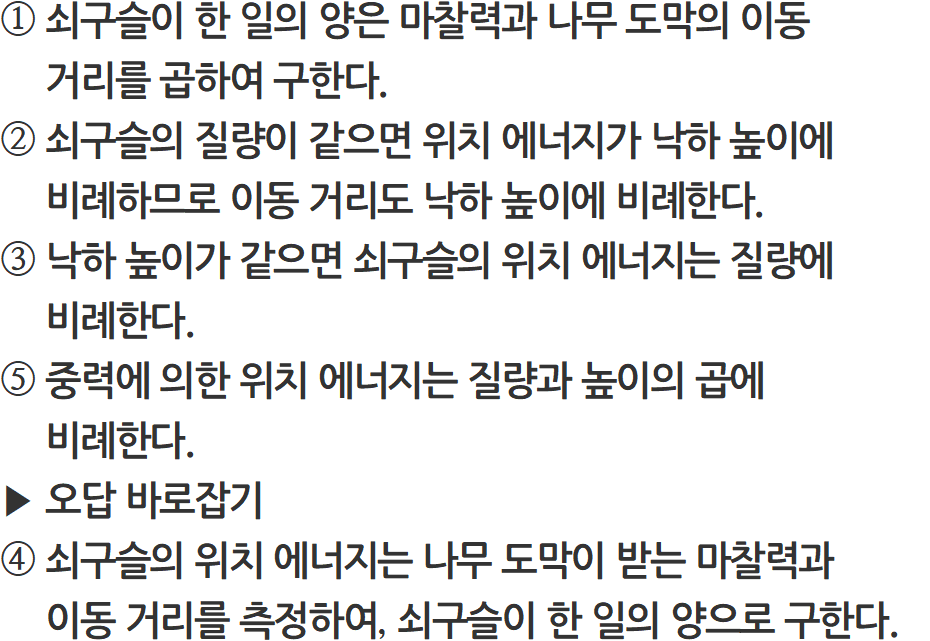 ① 쇠구슬이 한 일의 양은 마찰력과 나무 도막의 이동
거리를 곱하여 구한다.
② 쇠구슬의 질량이 같으면 위치 에너지가 낙하 높이에
비례하므로 이동 거리도 낙하 높이에 비례한다.
③ 낙하 높이가 같으면 쇠구슬의 위치 에너지는 질량에
비례한다.
⑤ 중력에 의한 위치 에너지는 질량과 높이의 곱에
비례한다.
▶ 오답 바로잡기
④ 쇠구슬의 위치 에너지는 나무 도막이 받는 마찰력과
이동 거리를 측정하여, 쇠구슬이 한 일의 양으로 구한다.